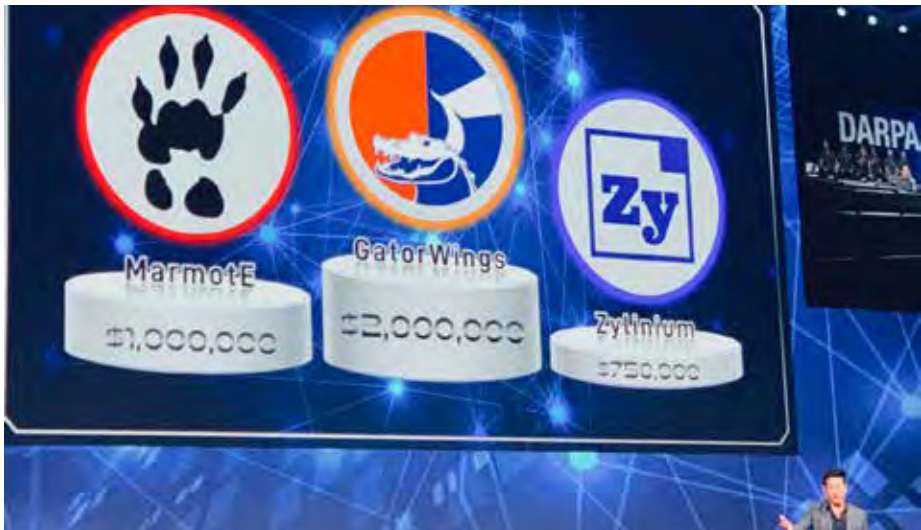 Zy
MarmotE
$1,000,000
GatorWings
$2,000,000
Zylinium
$750,000
DARPA